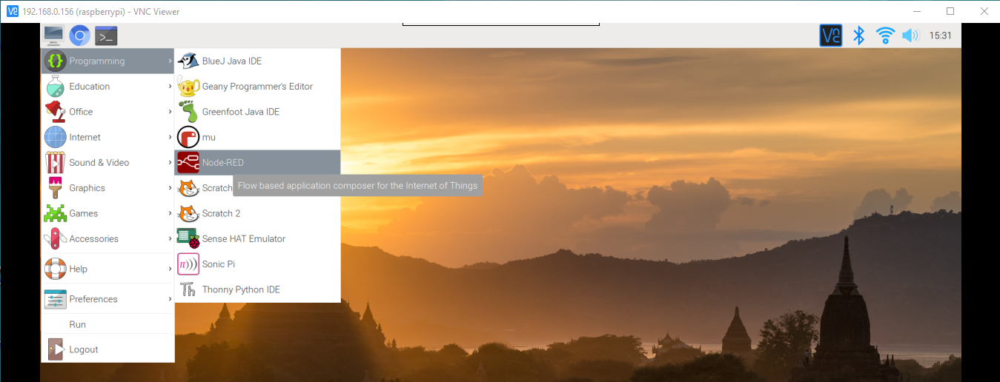 192.168.0.156 (raspberrypi) - VNC Viewer
15:31
Programming
Education
Office
Internet
Sound & Video
Graphics
Games
Accessories
Help
Preferences
Run
Logout
BlueJ Java IDE
Geany Programmer's Editor
Greenfoot Java IDE
mu
Node-RED
Scratch
Flow based application composer for the Internet of Things
Scratch 2
Sense HAT Emulator
Sonic Pi
Thonny Python IDE